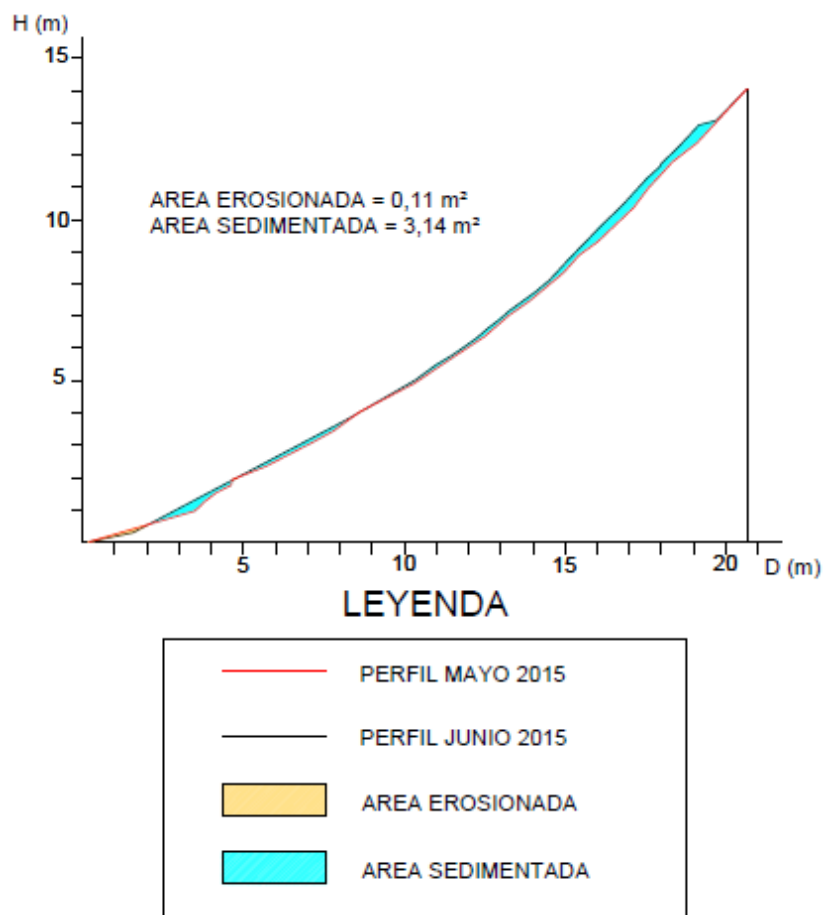 H (m)
15
AREA EROSIONADA = 0,11 m²
AREA SEDIMENTADA = 3,14 m²
10
5
5 10 15 20 D (m)
LEYENDA
PERFIL MAYO 2015
PERFIL JUNIO 2015
AREA EROSIONADA
AREA SEDIMENTADA